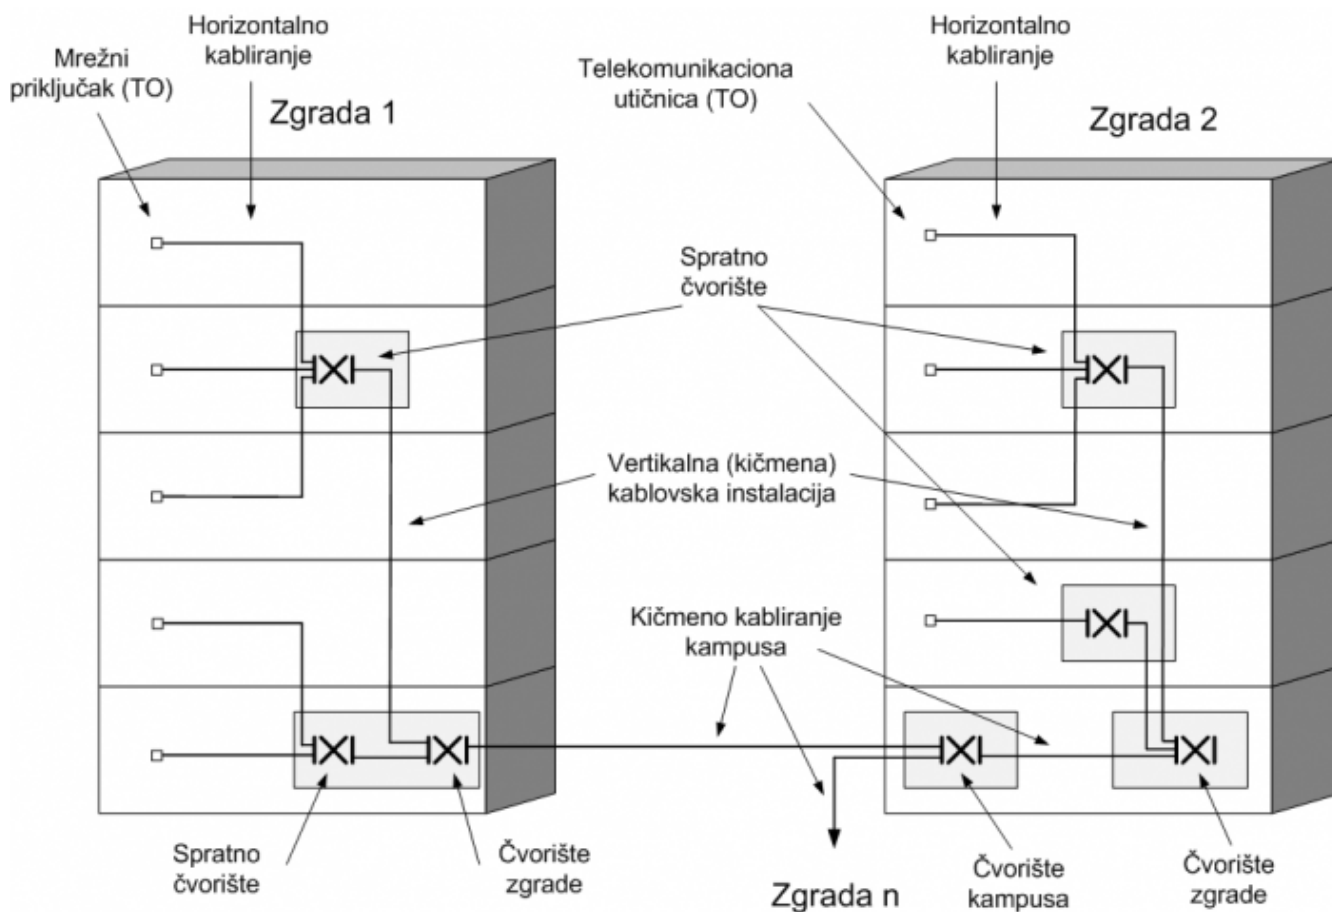 Mrežni
priključak (TO)
Horizontalno
kabliranje
Zgrada 1
Telekomunikaciona
utičnica (TO)
Horizontalno
kabliranje
Zgrada 2
Spratno
čvorište
Vertikalna (kičmena)
kablovska instalacija
Kičmeno kabliranje
kampusa
Spratno
čvorište
Čvorište
zgrade
Zgrada n
Čvorište
kampusa
Čvorište
zgrade